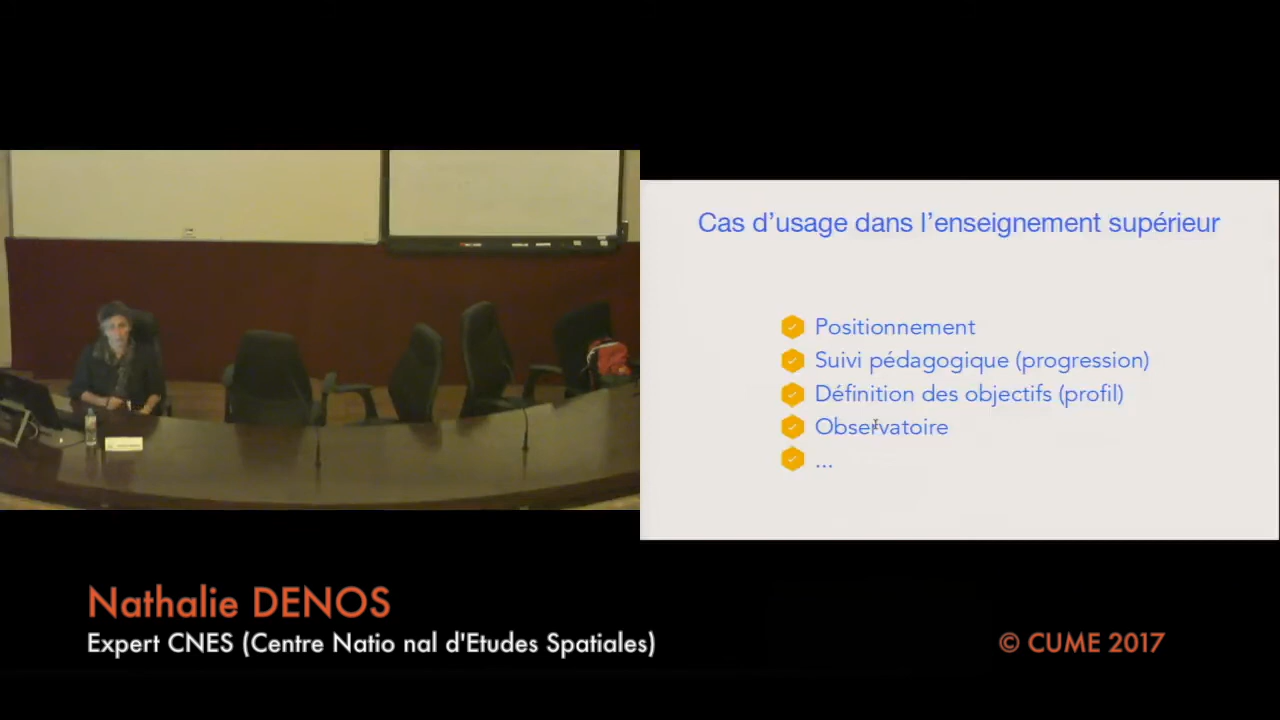 Cas d’usage dans l’enseignement supérieur
Positionnement
Suivi pédagogique (progression)
Définition des objectifs (profil)
Observatoire
...
Nathalie DENOS
Expert CNES (Centre Natio nal d'Etudes Spatiales)
© CUME 2017